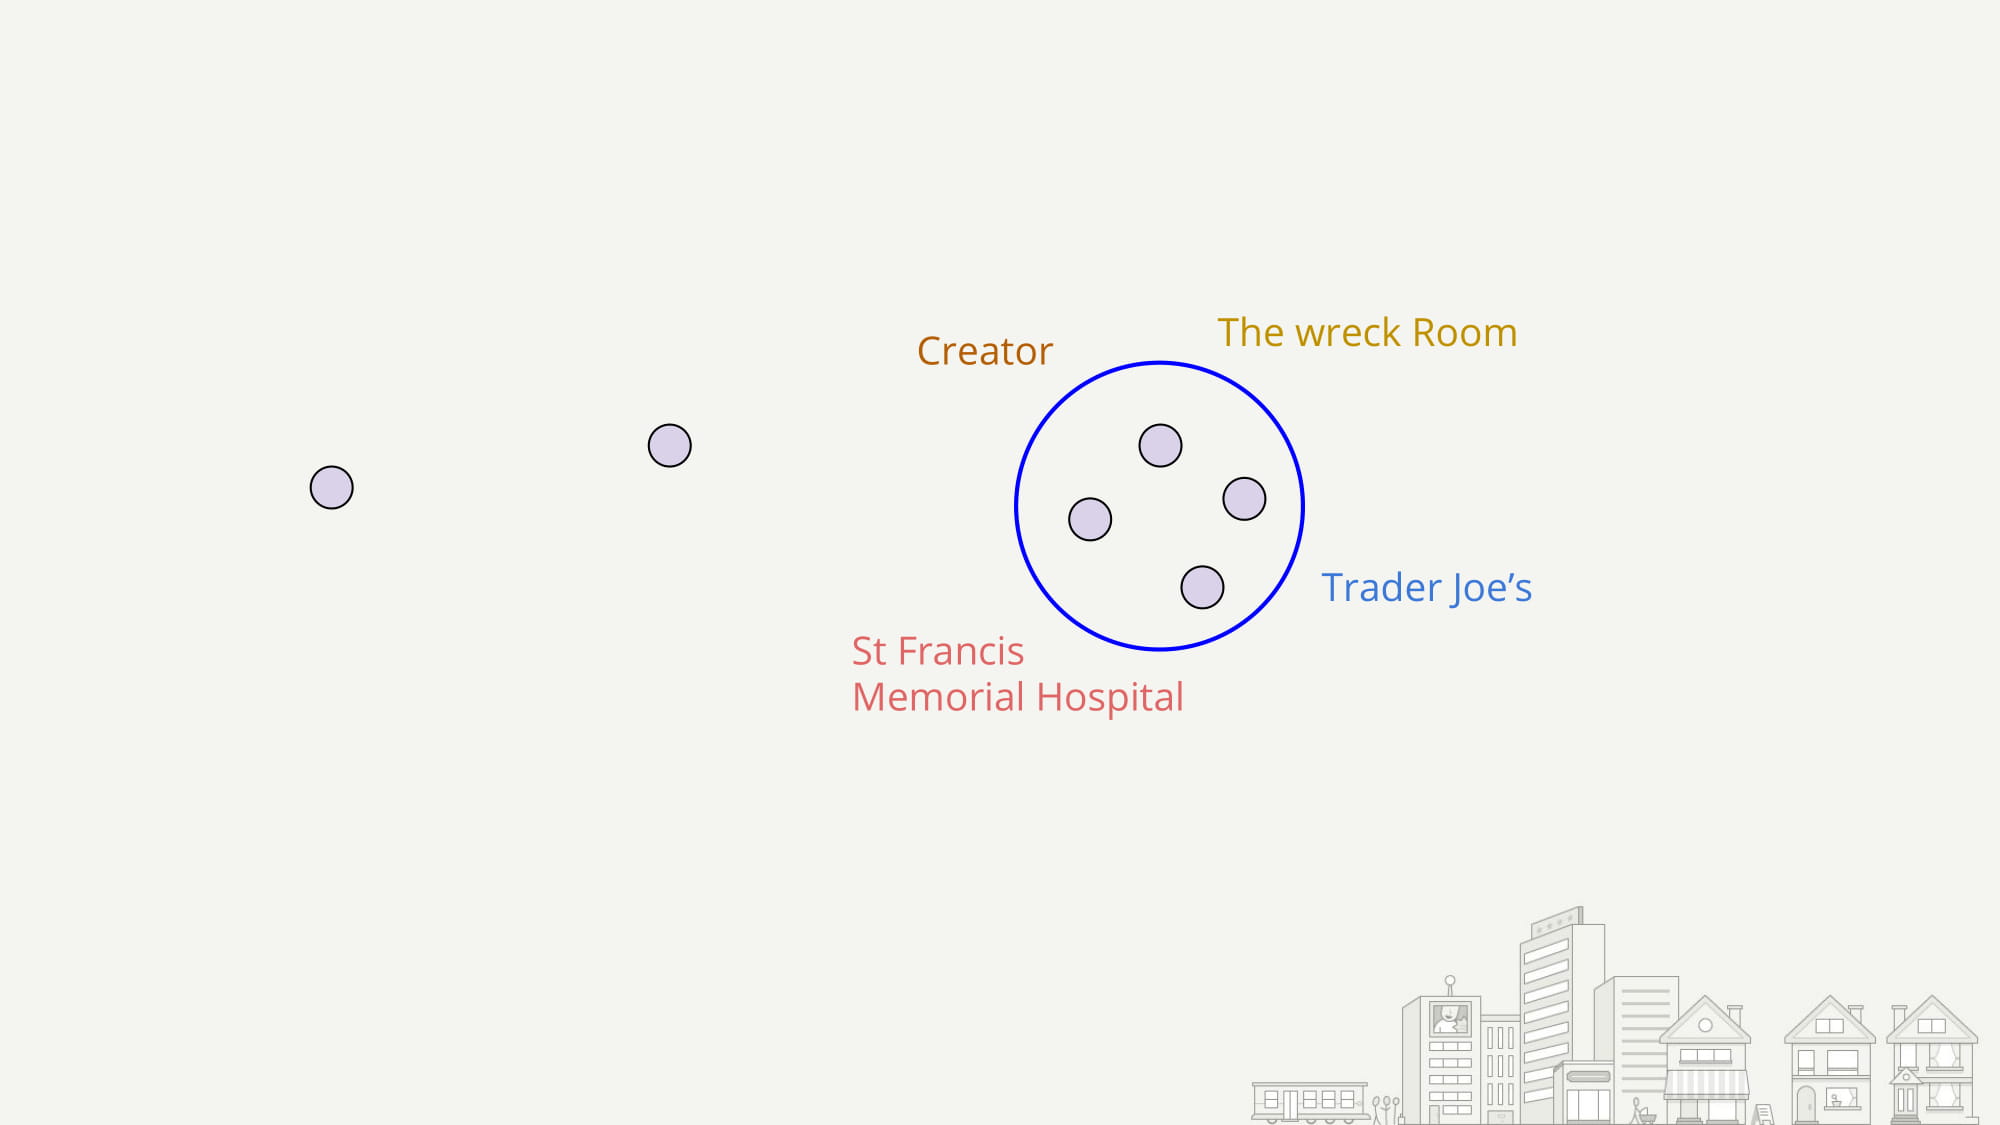 The wreck Room
Creator
Trader Joe’s
St Francis
Memorial Hospital